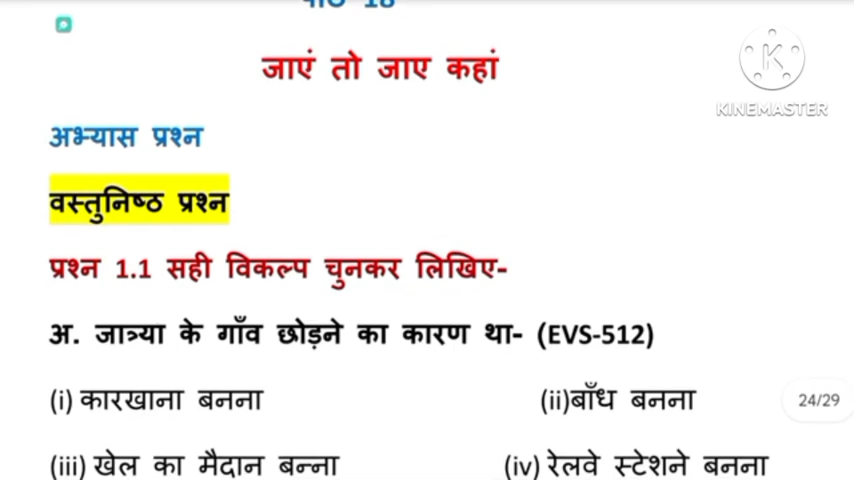 पाठ 18
जाएं तो जाए कहां
KINEMASTER
अभ्यास प्रश्न
वस्तुनिष्ठ प्रश्न
प्रश्न 1.1 सही विकल्प चुनकर लिखिए-
अ. जात्र्या के गाँव छोड़ने का कारण था- (EVS-512)
(i) कारखाना बनना (ii)बाँध बनना
24/29
(iii) खेल का मैदान बन्ना (iv) रेलवे स्टेशने बनना